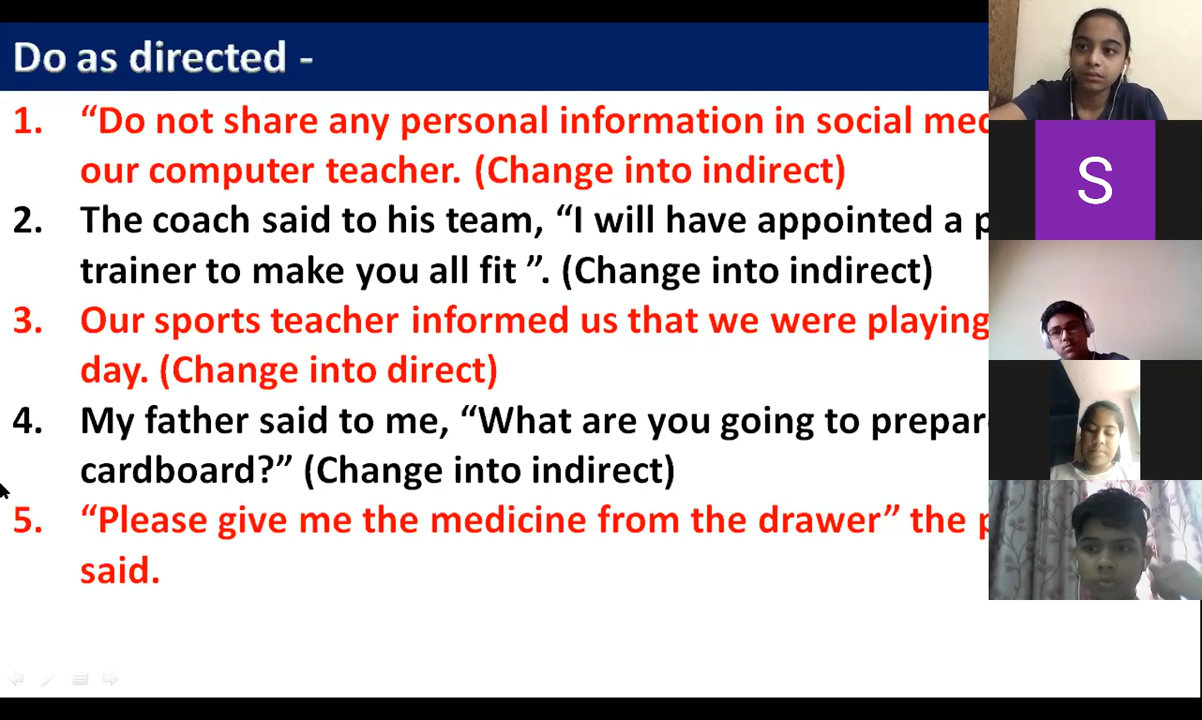 Do as directed -
1. “Do not share any personal information in social
our computer teacher. (Change into indirect)
2. The coach said to his team, “I will have appointed a
trainer to make you all fit ”. (Change into indirect)
3. Our sports teacher informed us that we were playing
day. (Change into direct)
4. My father said to me, “What are you going to
cardboard?” (Change into indirect)
5. “Please give me the medicine from the drawer” the
said.
S